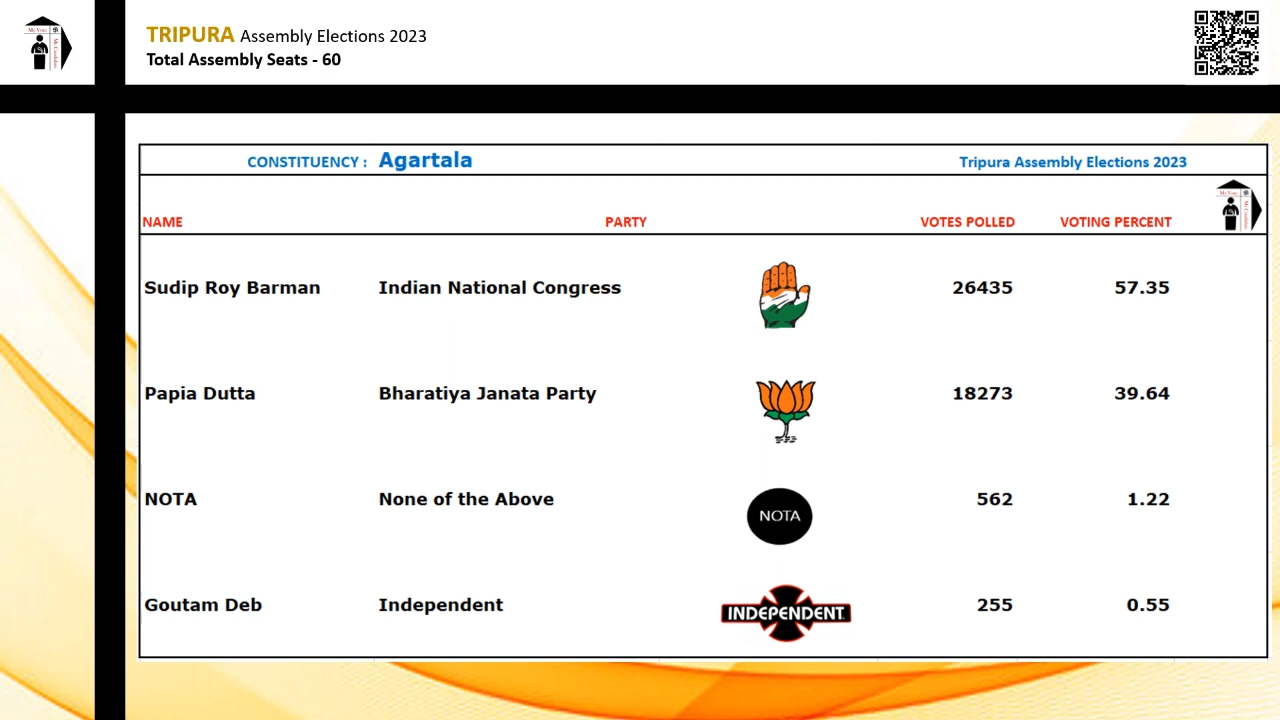 TRIPURA Assembly Elections 2023
Total Assembly Seats - 60
CONSTITUENCY : Agartala Tripura Assembly Elections 2023
NAME PARTY VOTES POLLED VOTING PERCENT
Sudip Roy Barman Indian National Congress 26435 57.35
Papia Dutta Bharatiya Janata Party 18273 39.64
NOTA None of the Above NOTA 562 1.22
Goutam Deb Independent INDEPENDENT 255 0.55